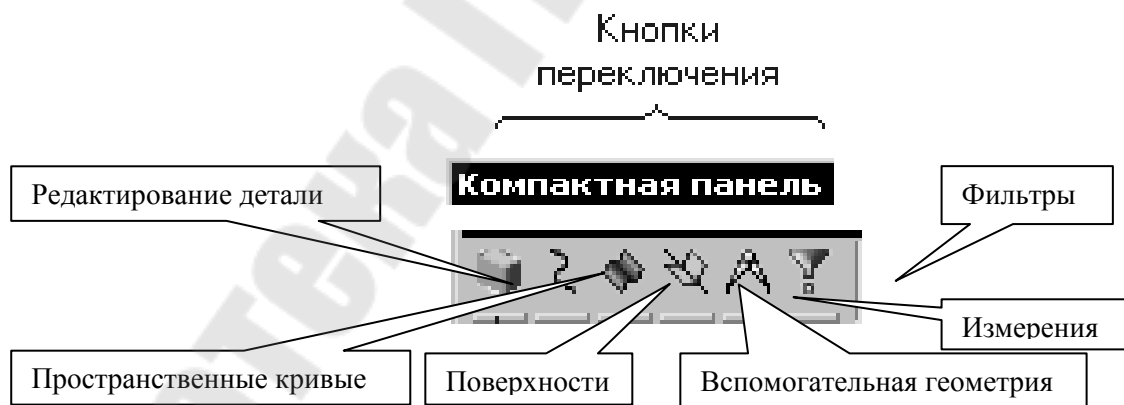 Кнопки
переключения
Компактная панель
Редактирование детали
Фильтры
Измерения
Пространственные кривые
Поверхности
Вспомогательная геометрия